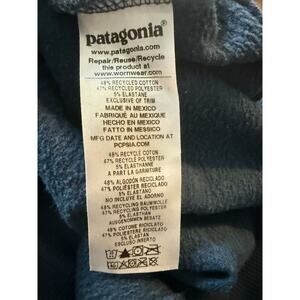 patagonia®
www.patagonia.com
Repair/Reuse/Recycle
this product at
www.wornwear.com
48% RECYCLED COTTON
47% RECYCLED POLYESTER
5% ELASTANE
EXCLUSIVE OF TRIM
MADE IN MEXICO
FABRIQUÉ AU MEXIQUE
HECHO EN MÉXICO
FATTO IN MESSICO
MFG DATE AND LOCATION AT
PCPSIA.COM
48% RECYCLÉ COTON
47% RECYCLÉ POLYESTER
5% ELASTHANNE
A PART LA GARNITURE
48% ALGODÓN RECICLADO
47% POLIÉSTER RECICLADO
5% ELASTANO
NO INCLUYE EL ADORNO
48% RECYCLING BAUMWOLLE
47% RECYCLING POLYESTER
5% ELASTHAN
AUSGENOMMEN BESATZ
48% COTONE RICICLATO
47% POLIESTERE RICICLATO
5% ELASTAN
ESCLUSO INSERTO